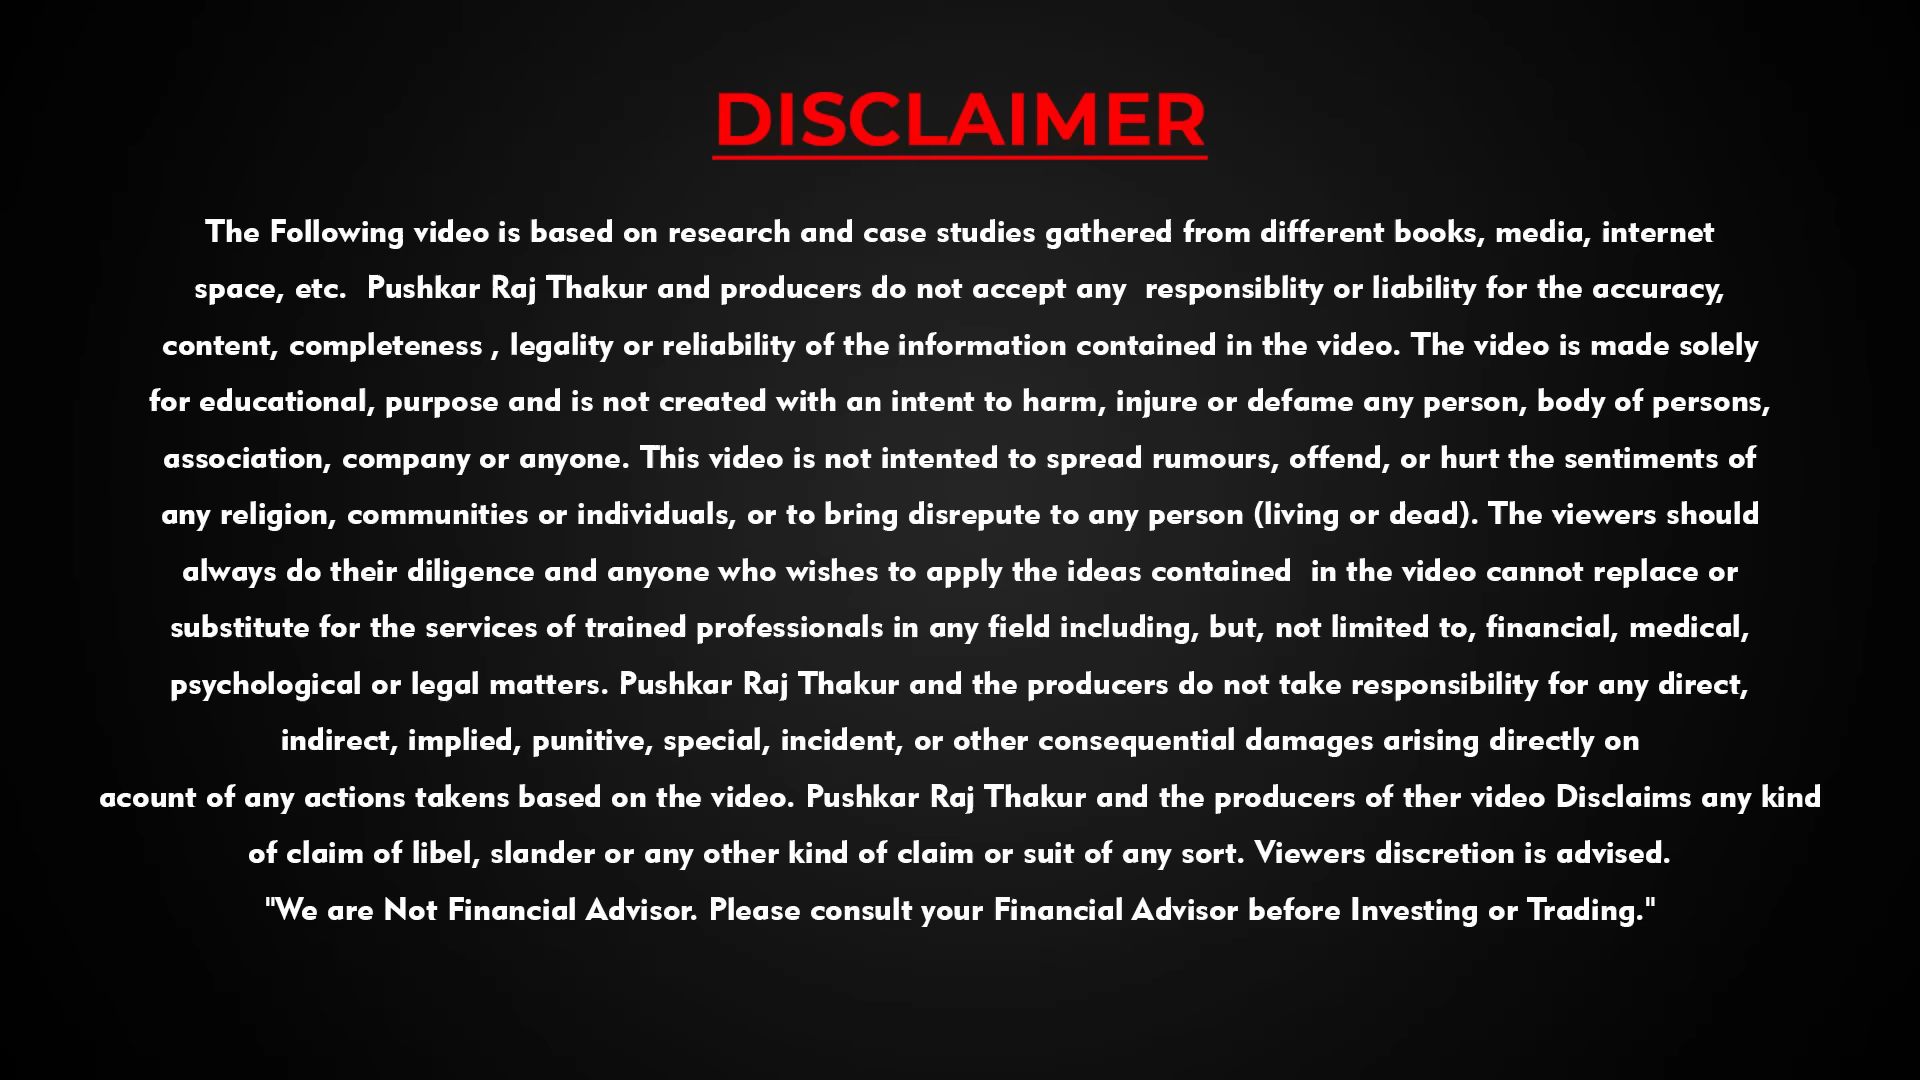 DISCLAIMER
The Following video is based on research and case studies gathered from different books, media, internet
space, etc.  Pushkar Raj Thakur and producers do not accept any  responsiblity or liability for the accuracy,
content, completeness , legality or reliability of the information contained in the video. The video is made solely
for educational, purpose and is not created with an intent to harm, injure or defame any person, body of persons,
association, company or anyone. This video is not intented to spread rumours, offend, or hurt the sentiments of
any religion, communities or individuals, or to bring disrepute to any person (living or dead). The viewers should
always do their diligence and anyone who wishes to apply the ideas contained  in the video cannot replace or
substitute for the services of trained professionals in any field including, but, not limited to, financial, medical,
psychological or legal matters. Pushkar Raj Thakur and the producers do not take responsibility for any direct,
indirect, implied, punitive, special, incident, or other consequential damages arising directly on
acount of any actions takens based on the video. Pushkar Raj Thakur and the producers of ther video Disclaims any kind
of claim of libel, slander or any other kind of claim or suit of any sort. Viewers discretion is advised.
"We are Not Financial Advisor. Please consult your Financial Advisor before Investing or Trading."